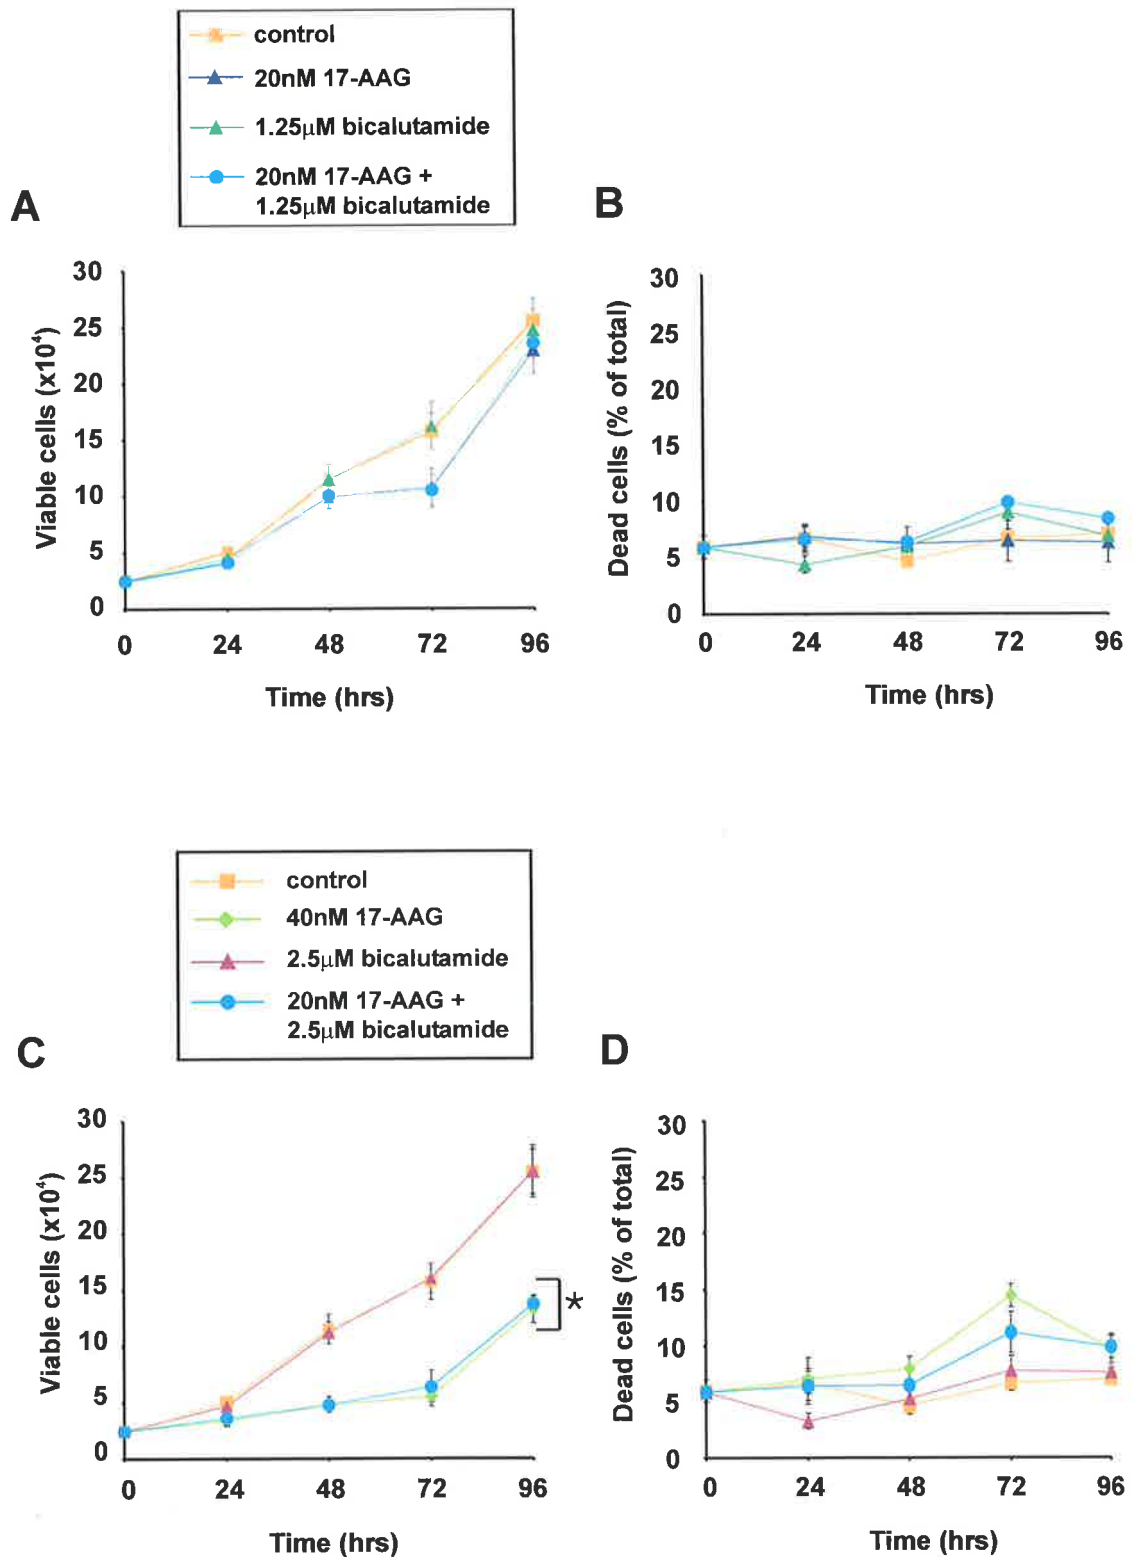 control
20nM 17-AAG
1.25μM bicalutamide
20nM 17-AAG +
1.25μM bicalutamide
A
B
Viable cells (x10⁴)
30
25
20
15
10
5
0
0 24 48 72 96
Time (hrs)
Dead cells (% of total)
30
25
20
15
10
5
0
0 24 48 72 96
Time (hrs)
control
40nM 17-AAG
2.5μM bicalutamide
20nM 17-AAG +
2.5μM bicalutamide
C
D
Viable cells (x10⁴)
30
25
20
15
10
5
0
*
0 24 48 72 96
Time (hrs)
Dead cells (% of total)
30
25
20
15
10
5
0
0 24 48 72 96
Time (hrs)